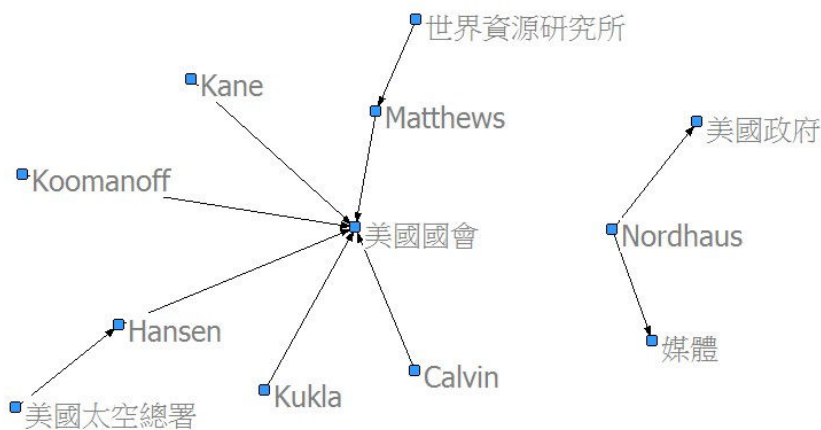 世界資源研究所
Kane
Matthews
美國政府
Koomanoff
美國國會
Nordhaus
Hansen
媒體
Calvin
Kukla
美國太空總署